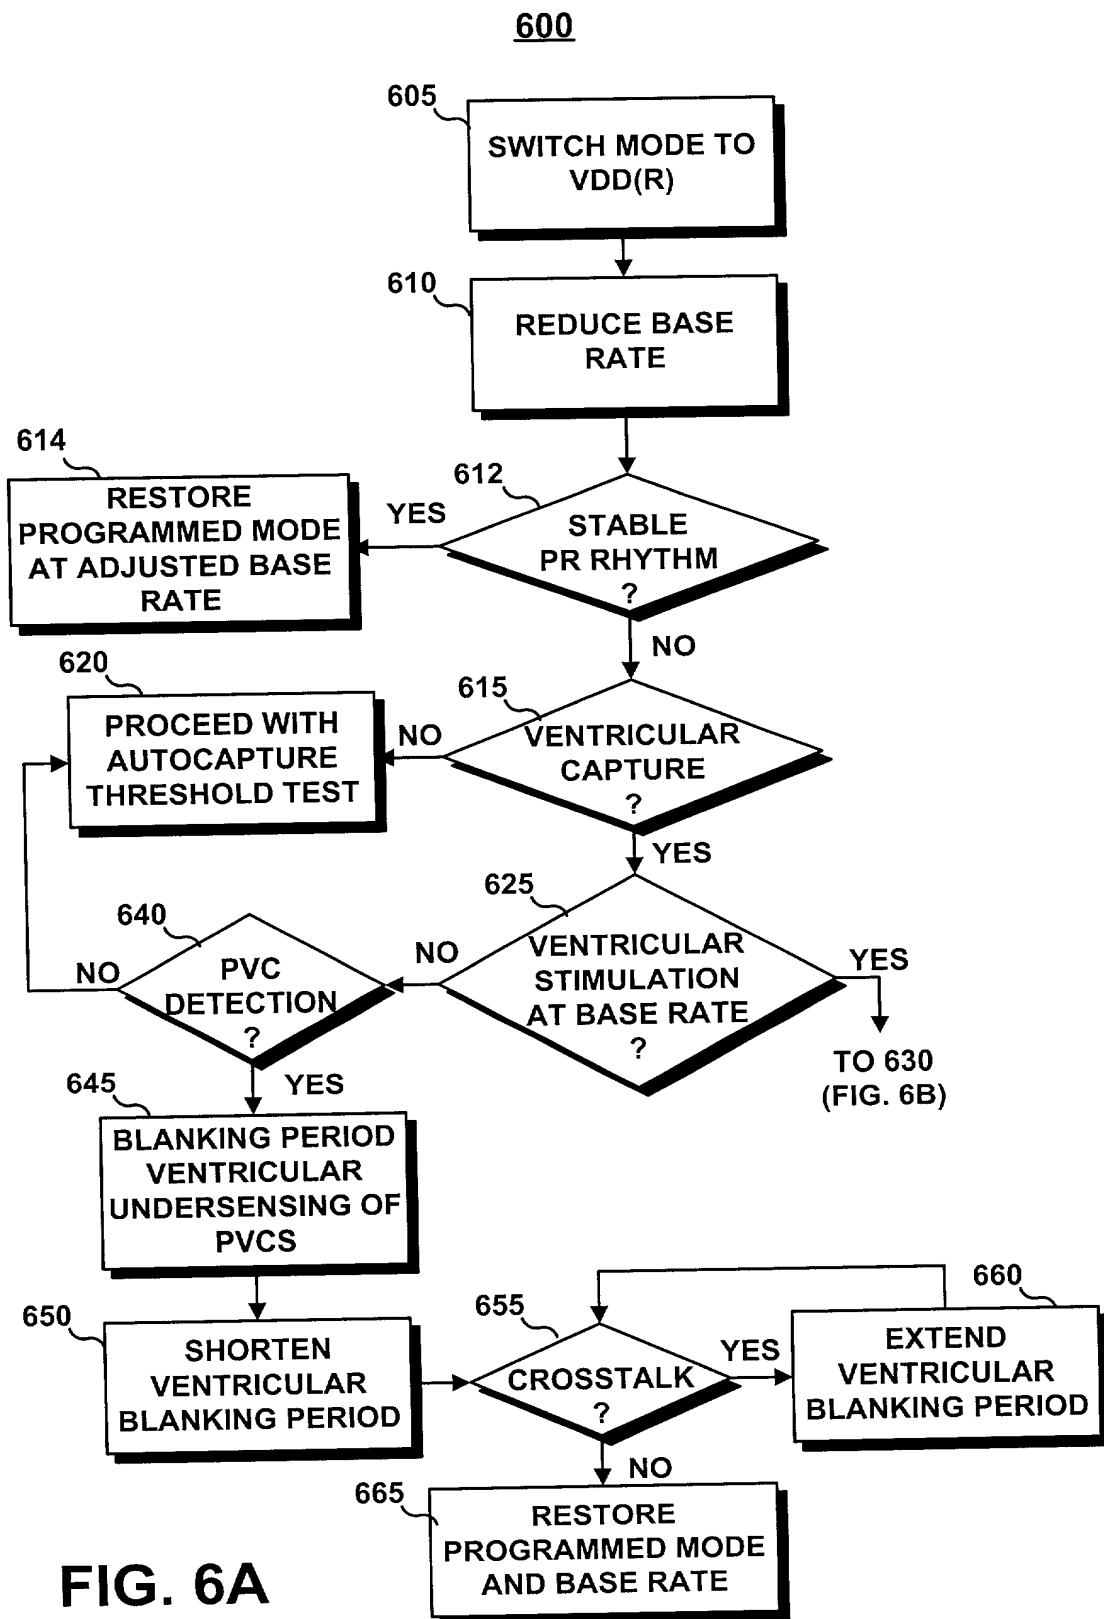 600
605
SWITCH MODE TO
VDD(R)
610
REDUCE BASE
RATE
614
RESTORE
PROGRAMMED MODE
AT ADJUSTED BASE
RATE
YES
612
STABLE
PR RHYTHM
?
NO
620
PROCEED WITH
AUTOCAPTURE
THRESHOLD TEST
NO
615
VENTRICULAR
CAPTURE
?
YES
625
VENTRICULAR
STIMULATION
AT BASE RATE
?
YES
TO 630
(FIG. 6B)
NO
640
PVC
DETECTION
?
NO
YES
645
BLANKING PERIOD
VENTRICULAR
UNDERSENSING OF
PVCS
650
SHORTEN
VENTRICULAR
BLANKING PERIOD
655
CROSSTALK
?
YES
660
EXTEND
VENTRICULAR
BLANKING PERIOD
NO
665
RESTORE
PROGRAMMED MODE
AND BASE RATE
FIG. 6A